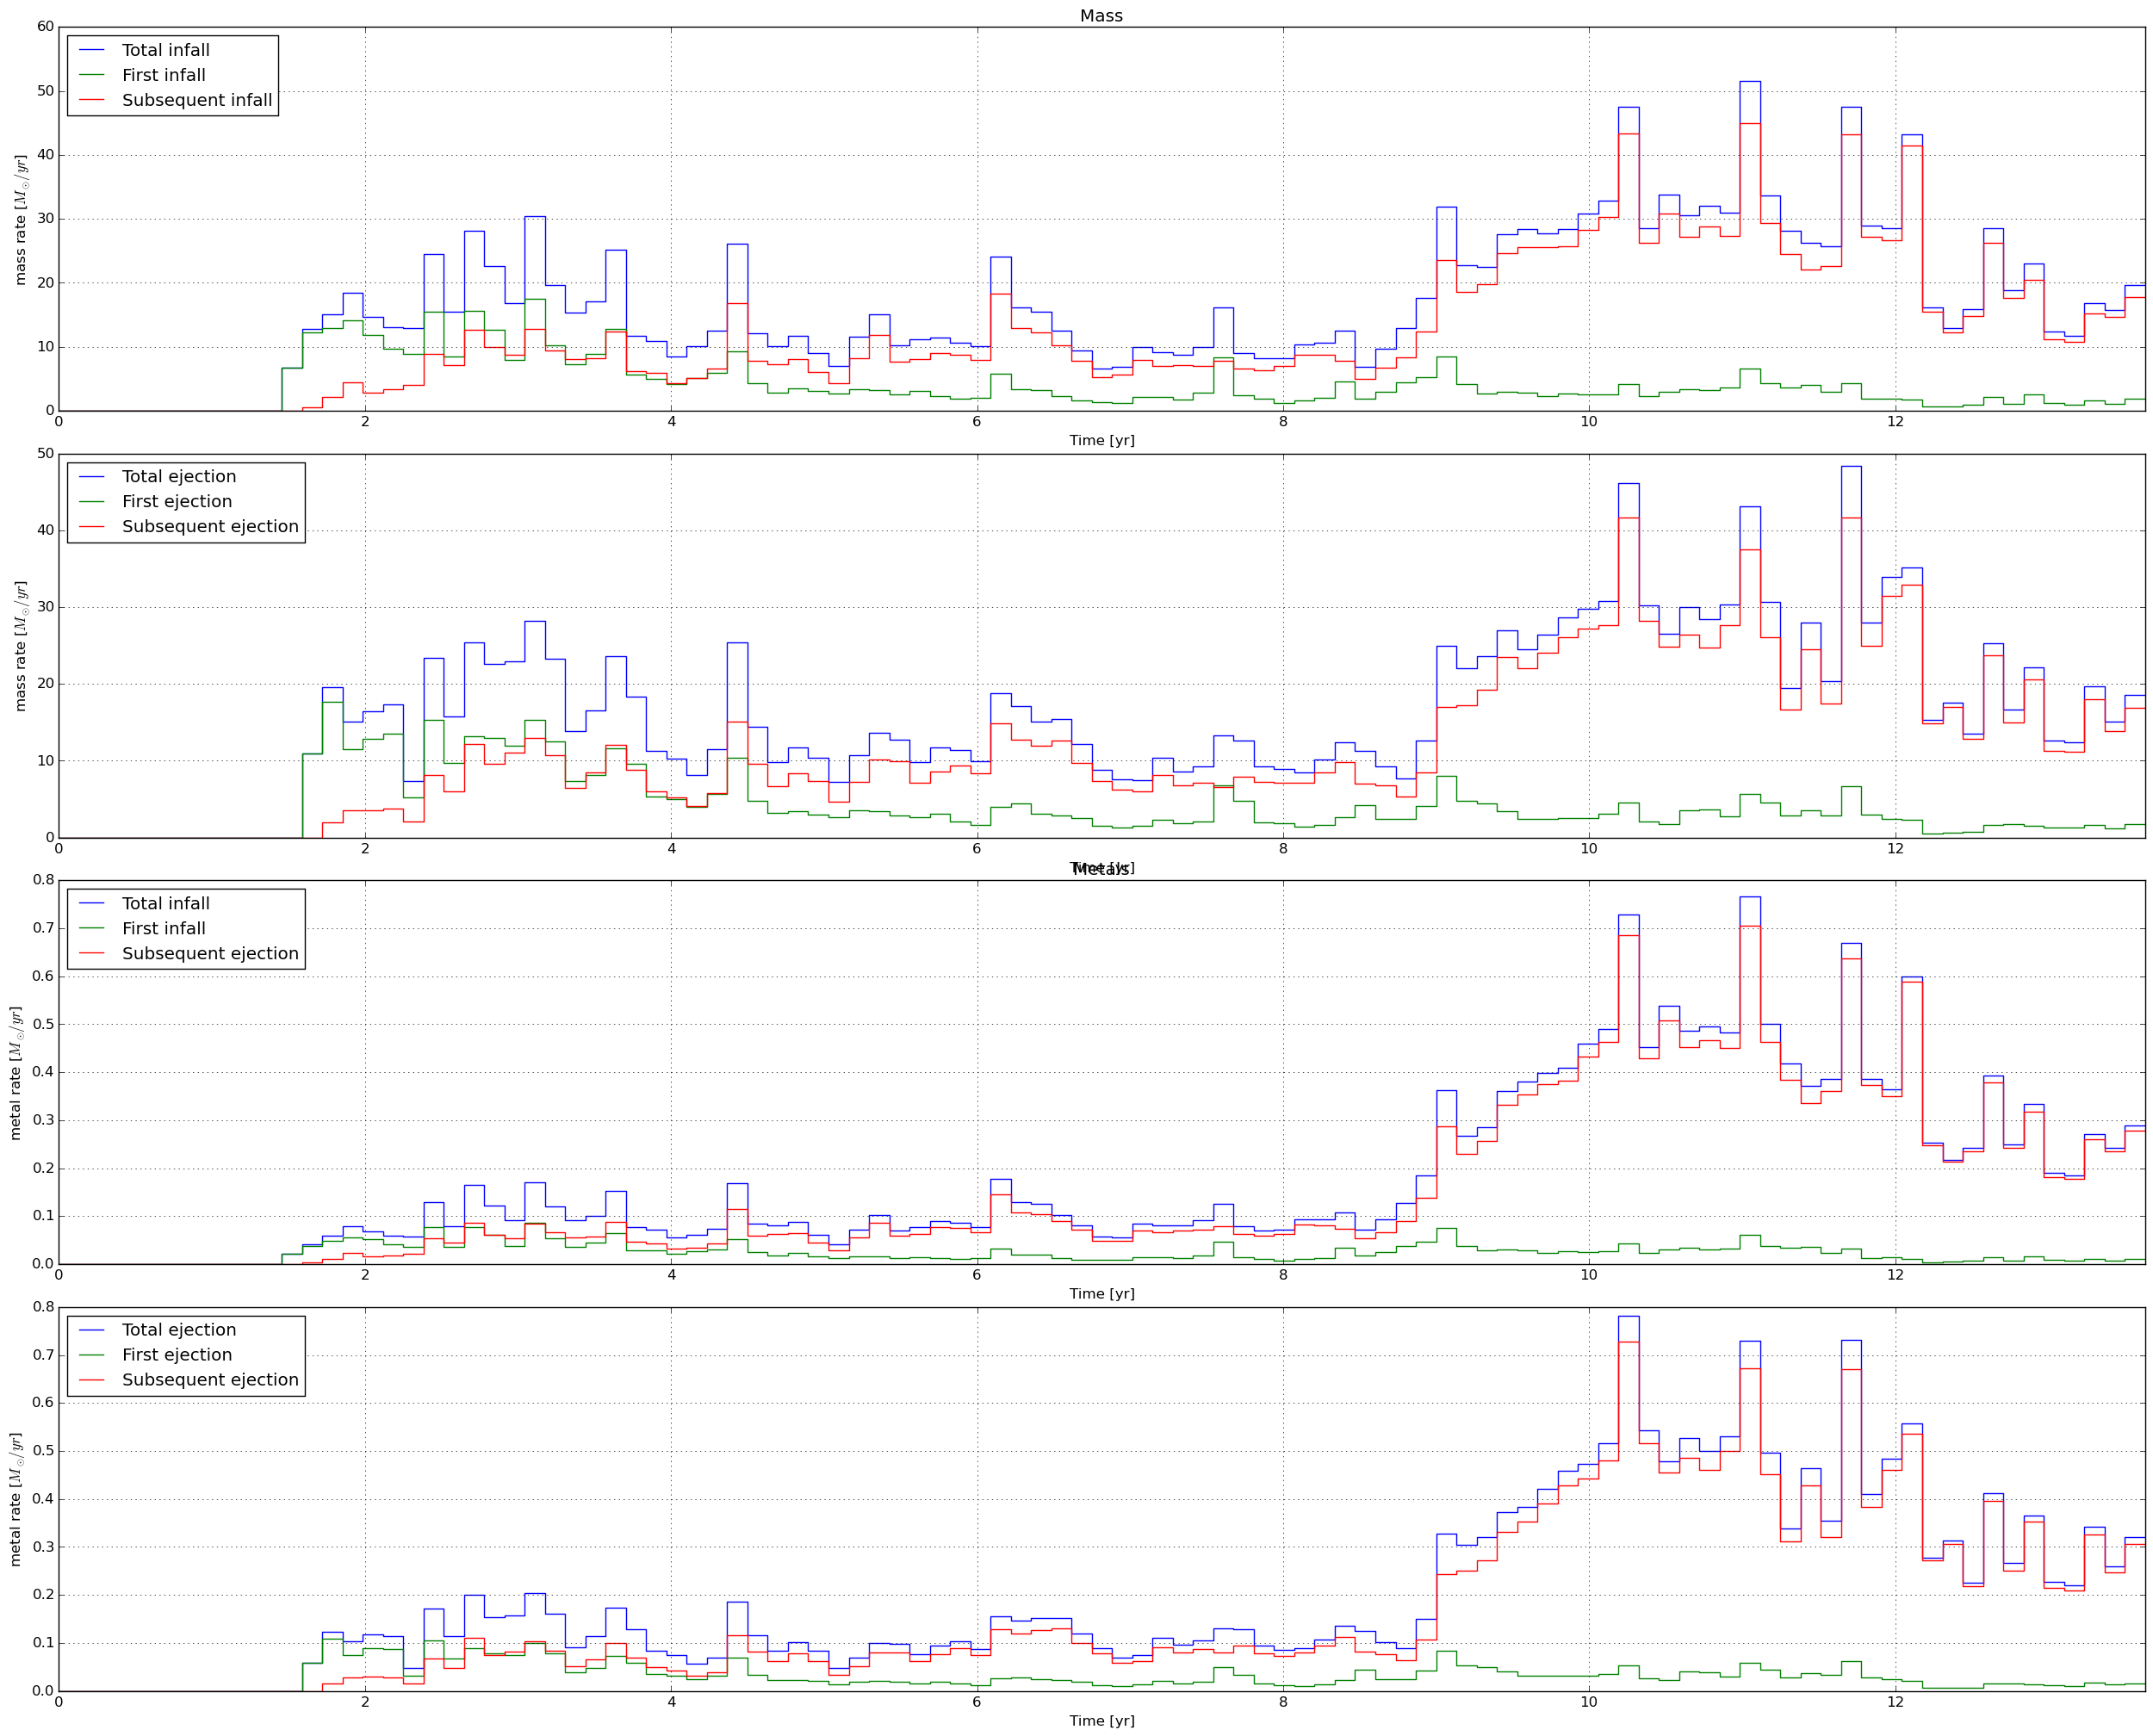 Mass
60
50
40
30
20
10
0
mass rate [M⊙/yr]
Total infall
First infall
Subsequent infall
0 2 4 6 8 10 12
Time [yr]
50
40
30
20
10
0
mass rate [M⊙/yr]
Total ejection
First ejection
Subsequent ejection
0 2 4 6 8 10 12
Time [yr]
Metals
0.8
0.7
0.6
0.5
0.4
0.3
0.2
0.1
0.0
metal rate [M⊙/yr]
Total infall
First infall
Subsequent ejection
0 2 4 6 8 10 12
Time [yr]
0.8
0.7
0.6
0.5
0.4
0.3
0.2
0.1
0.0
metal rate [M⊙/yr]
Total ejection
First ejection
Subsequent ejection
0 2 4 6 8 10 12
Time [yr]